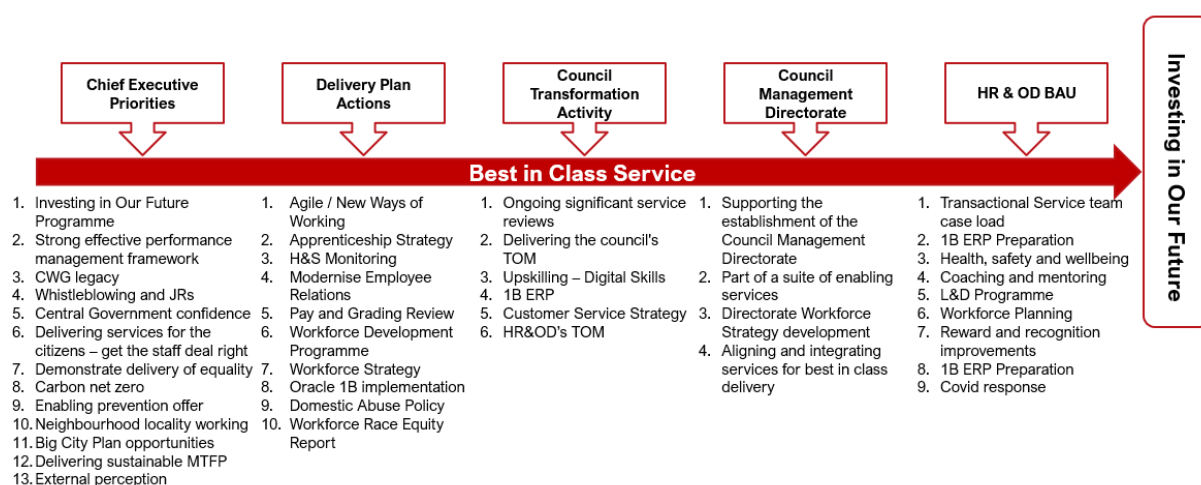 Chief Executive
Priorities
Delivery Plan
Actions
Council
Transformation
Activity
Council
Management
Directorate
HR & OD BAU
Investing in Our Future
Best in Class Service
1. Investing in Our Future
Programme
2. Strong effective performance
management framework
3. CWG legacy
4. Whistleblowing and JRs
5. Central Government confidence
6. Delivering services for the
citizens – get the staff deal right
7. Demonstrate delivery of equality
8. Carbon net zero
9. Enabling prevention offer
10. Neighbourhood locality working
11. Big City Plan opportunities
12. Delivering sustainable MTFP
13. External perception
1. Agile / New Ways of
Working
2. Apprenticeship Strategy
3. H&S Monitoring
4. Modernise Employee
Relations
5. Pay and Grading Review
6. Workforce Development
Programme
7. Workforce Strategy
8. Oracle 1B implementation
9. Domestic Abuse Policy
10. Workforce Race Equity
Report
1. Ongoing significant service
reviews
2. Delivering the council's
TOM
3. Upskilling – Digital Skills
4. 1B ERP
5. Customer Service Strategy
6. HR&OD's TOM
1. Supporting the
establishment of the
Council Management
Directorate
2. Part of a suite of enabling
services
3. Directorate Workforce
Strategy development
4. Aligning and integrating
services for best in class
delivery
1. Transactional Service team
case load
2. 1B ERP Preparation
3. Health, safety and wellbeing
4. Coaching and mentoring
5. L&D Programme
6. Workforce Planning
7. Reward and recognition
improvements
8. 1B ERP Preparation
9. Covid response